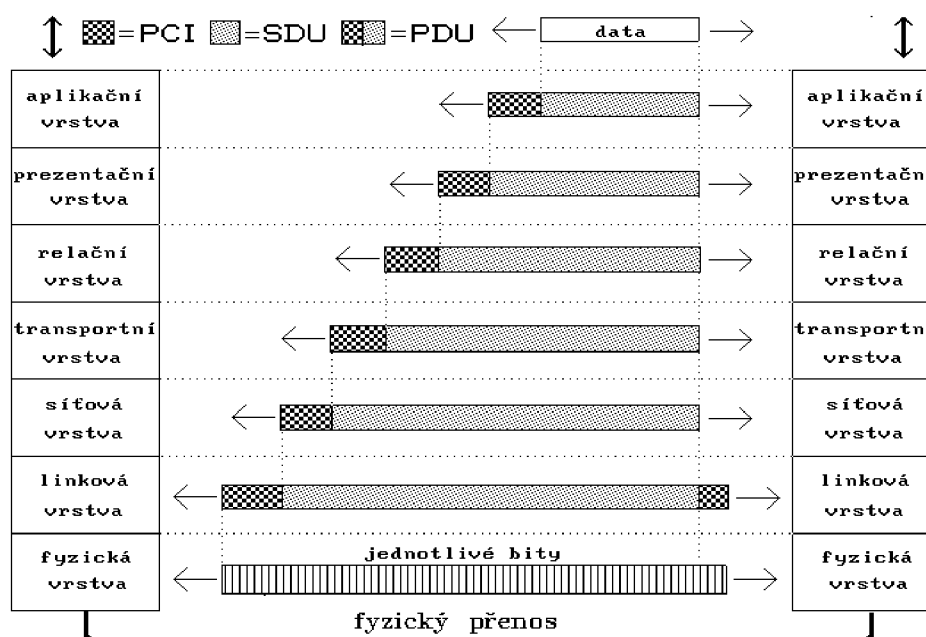 =PCI =SDU =PDU data
aplikační
vrstva
prezentační
vrstva
relační
vrstva
transportní
vrstva
síťová
vrstva
linková
vrstva
fyzická
vrstva
jednotlivé bity
fyzický přenos
aplikační
vrstva
prezentačn
vrstva
relační
vrstva
transportn
vrstva
síťová
vrstva
linková
vrstva
fyzická
vrstva